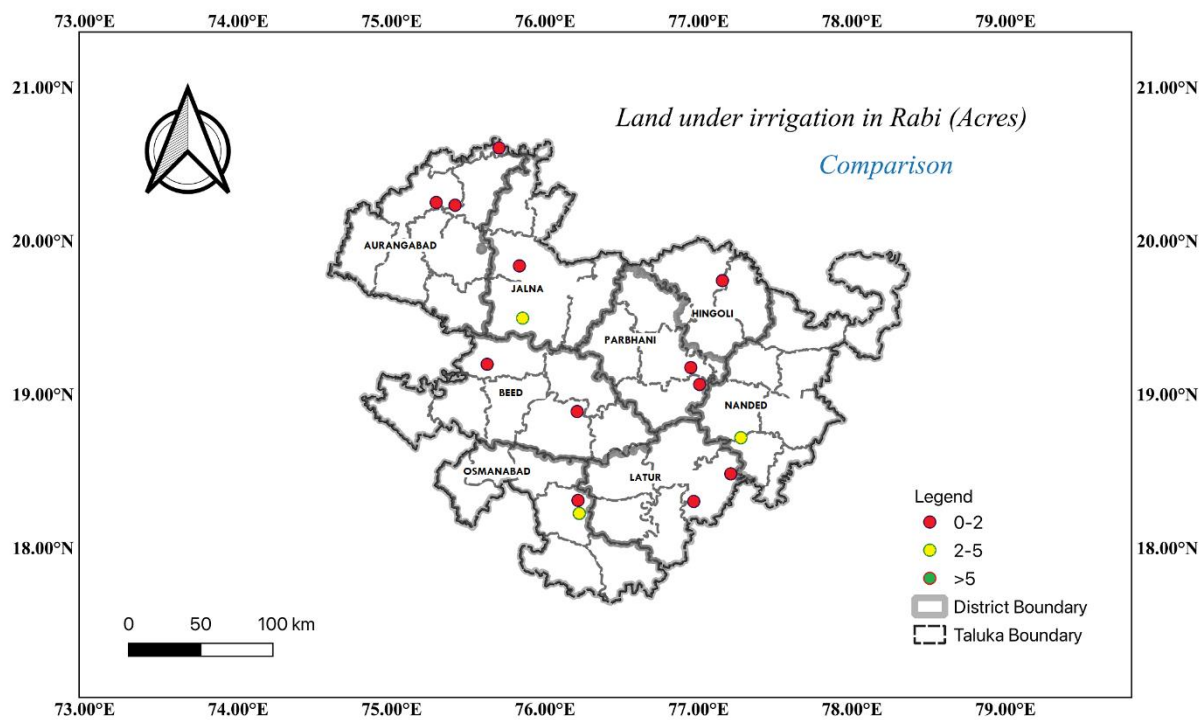 73.00°E 74.00°E 75.00°E 76.00°E 77.00°E 78.00°E 79.00°E
21.00°N 21.00°N
Land under irrigation in Rabi (Acres)
Comparison
20.00°N 20.00°N
AURANGABAD
JALNA
HINGOLI
PARBHANI
19.00°N 19.00°N
BEED
NANDED
OSMANABAD
LATUR
18.00°N 18.00°N
Legend
0-2
2-5
>5
District Boundary
Taluka Boundary
0 50 100 km
73.00°E 74.00°E 75.00°E 76.00°E 77.00°E 78.00°E 79.00°E